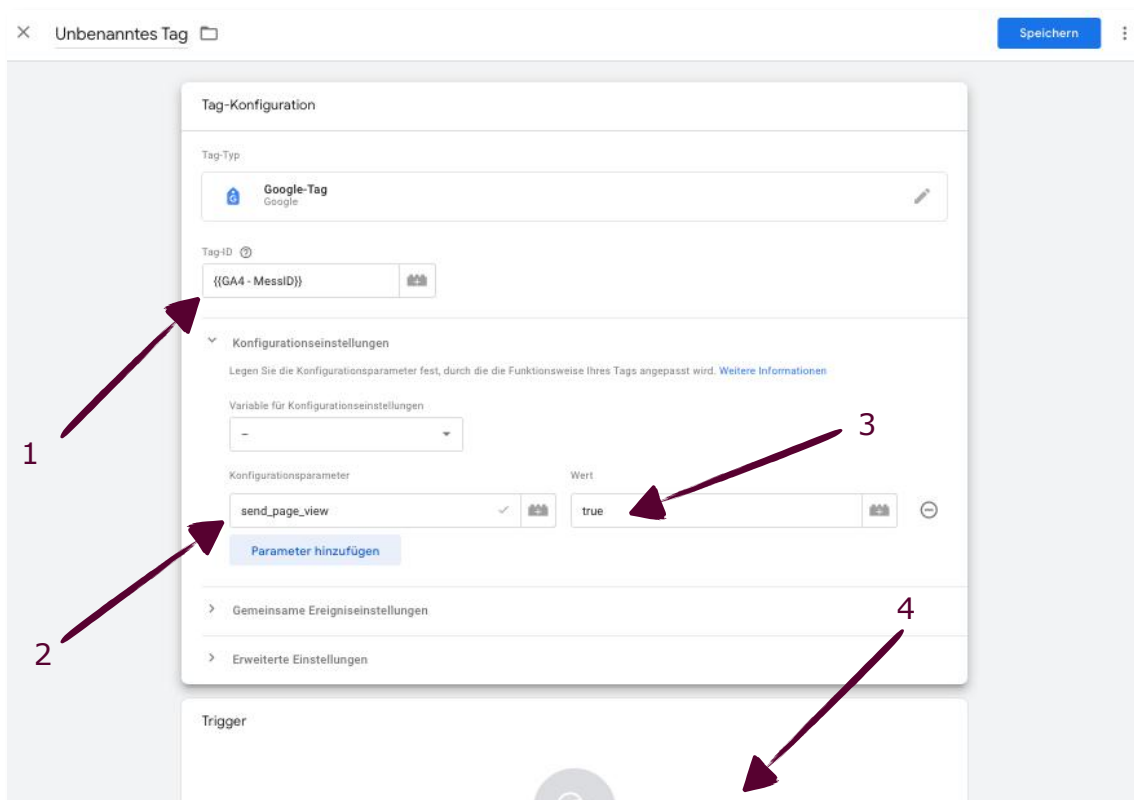 Unbenanntes Tag
Speichern
Tag-Konfiguration
Tag-Typ
Google-Tag
Google
Tag-ID
{{GA4 - MessID}}
Konfigurationseinstellungen
Legen Sie die Konfigurationsparameter fest, durch die die Funktionsweise Ihres Tags angepasst wird. Weitere Informationen
Variable für Konfigurationseinstellungen
–
1
3
Konfigurationsparameter Wert
send_page_view true
Parameter hinzufügen
Gemeinsame Ereigniseinstellungen
4
2
Erweiterte Einstellungen
Trigger